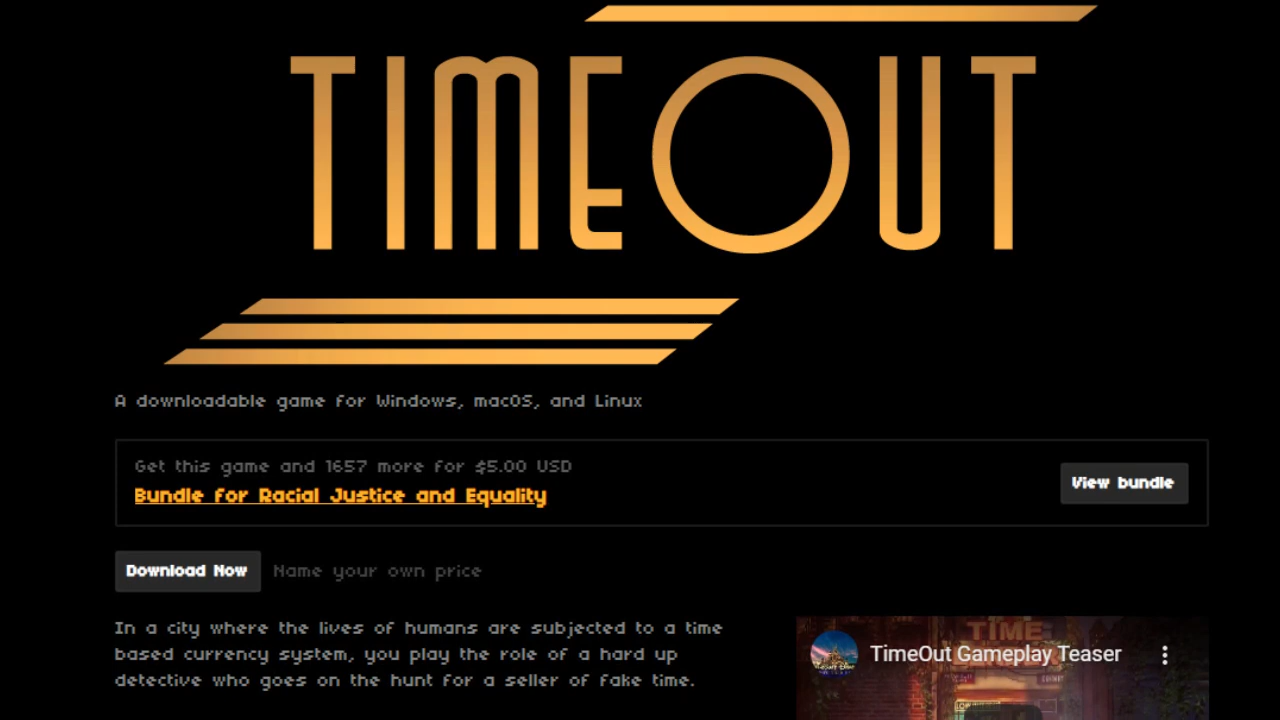 TIMEOUT
A downloadable game for Windows, macOS, and Linux
Get this game and 1657 more for $5.00 USD
Bundle for Racial Justice and Equality
View bundle
Download Now
Name your own price
In a city where the lives of humans are subjected to a time
based currency system, you play the role of a hard up
detective who goes on the hunt for a seller of fake time.
TimeOut Gameplay Teaser
TIME